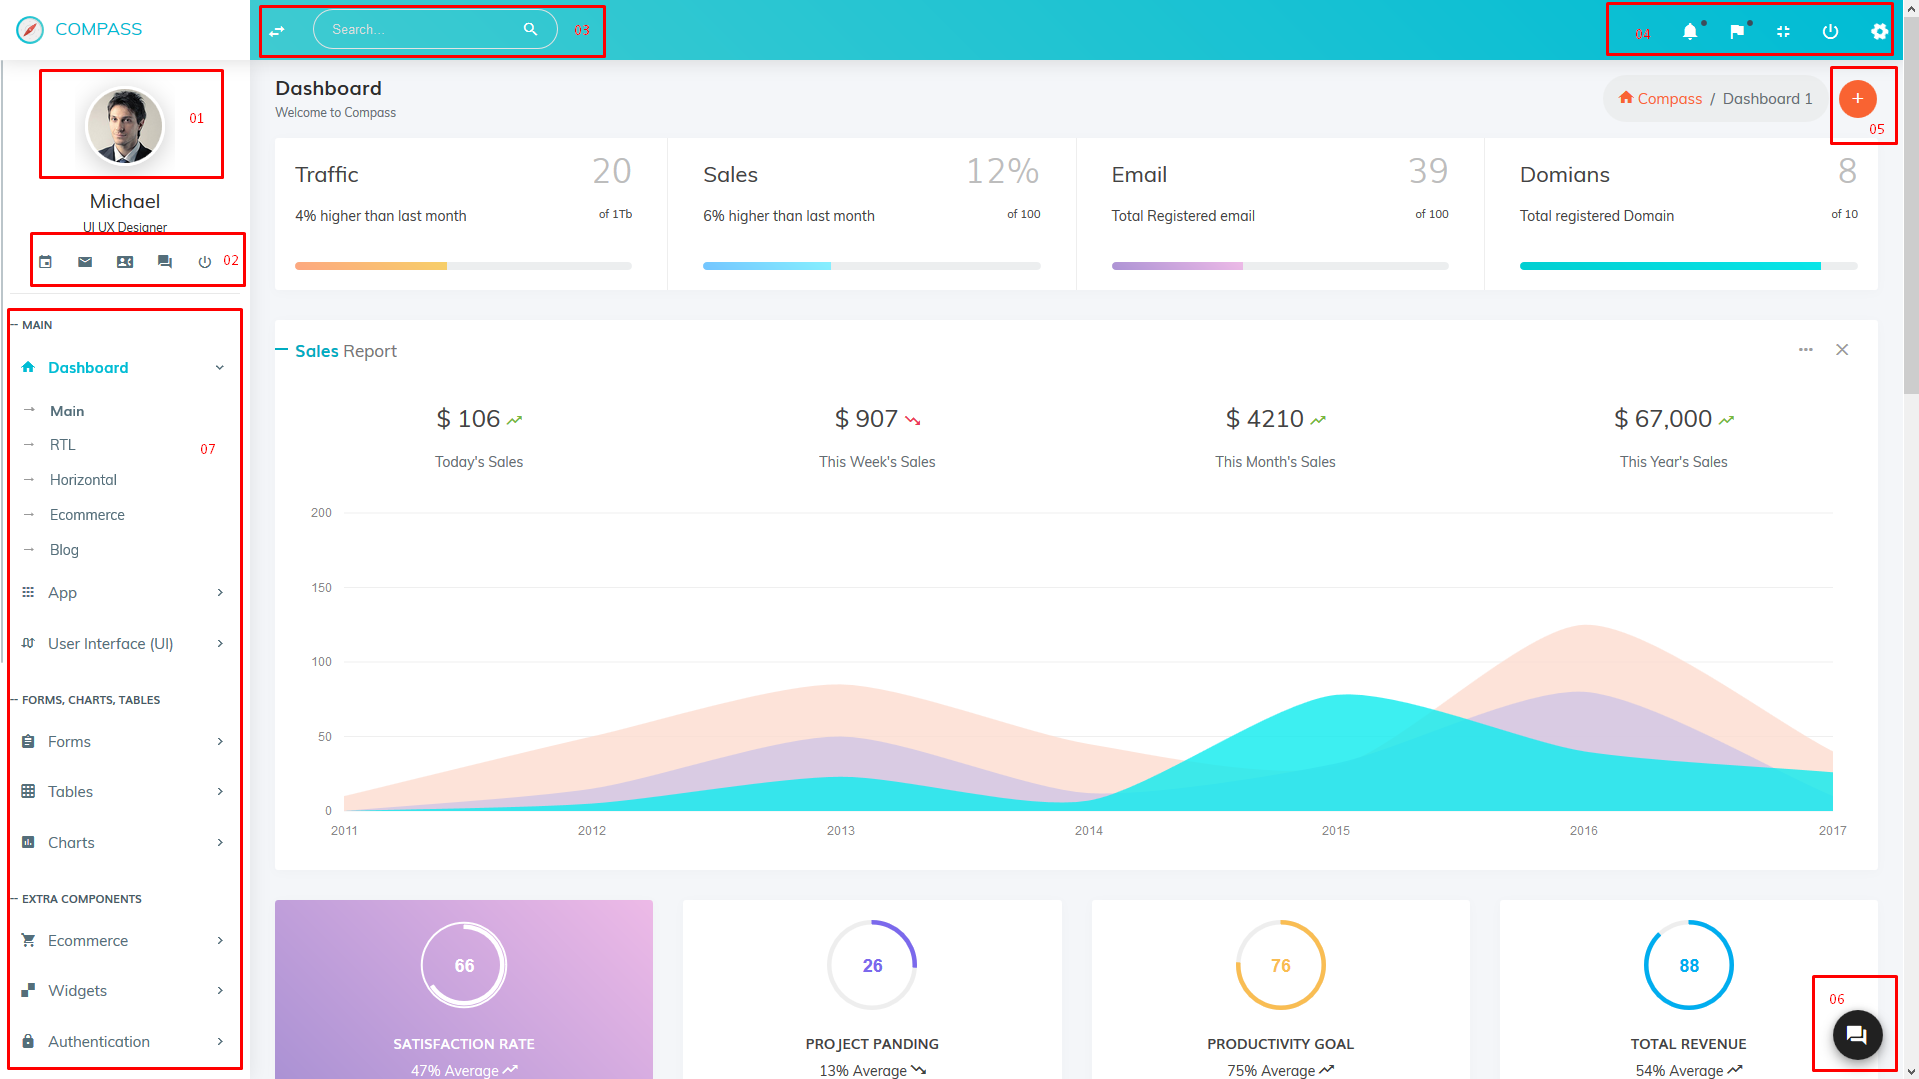 COMPASS
Search...
03
04
01
Michael
UI UX Designer
02
MAIN
Dashboard
Main
RTL
07
Horizontal
Ecommerce
Blog
App
User Interface (UI)
FORMS, CHARTS, TABLES
Forms
Tables
Charts
EXTRA COMPONENTS
Ecommerce
Widgets
Authentication
Dashboard
Welcome to Compass
Compass / Dashboard 1
+
05
Traffic 20
4% higher than last month of 1Tb
Sales 12%
6% higher than last month of 100
Email 39
Total Registered email of 100
Domians 8
Total registered Domain of 10
Sales Report
$ 106
Today's Sales
$ 907
This Week's Sales
$ 4210
This Month's Sales
$ 67,000
This Year's Sales
200
150
100
50
0
2011 2012 2013 2014 2015 2016 2017
66
SATISFACTION RATE
47% Average
26
PROJECT PANDING
13% Average
76
PRODUCTIVITY GOAL
75% Average
88
TOTAL REVENUE
54% Average
06